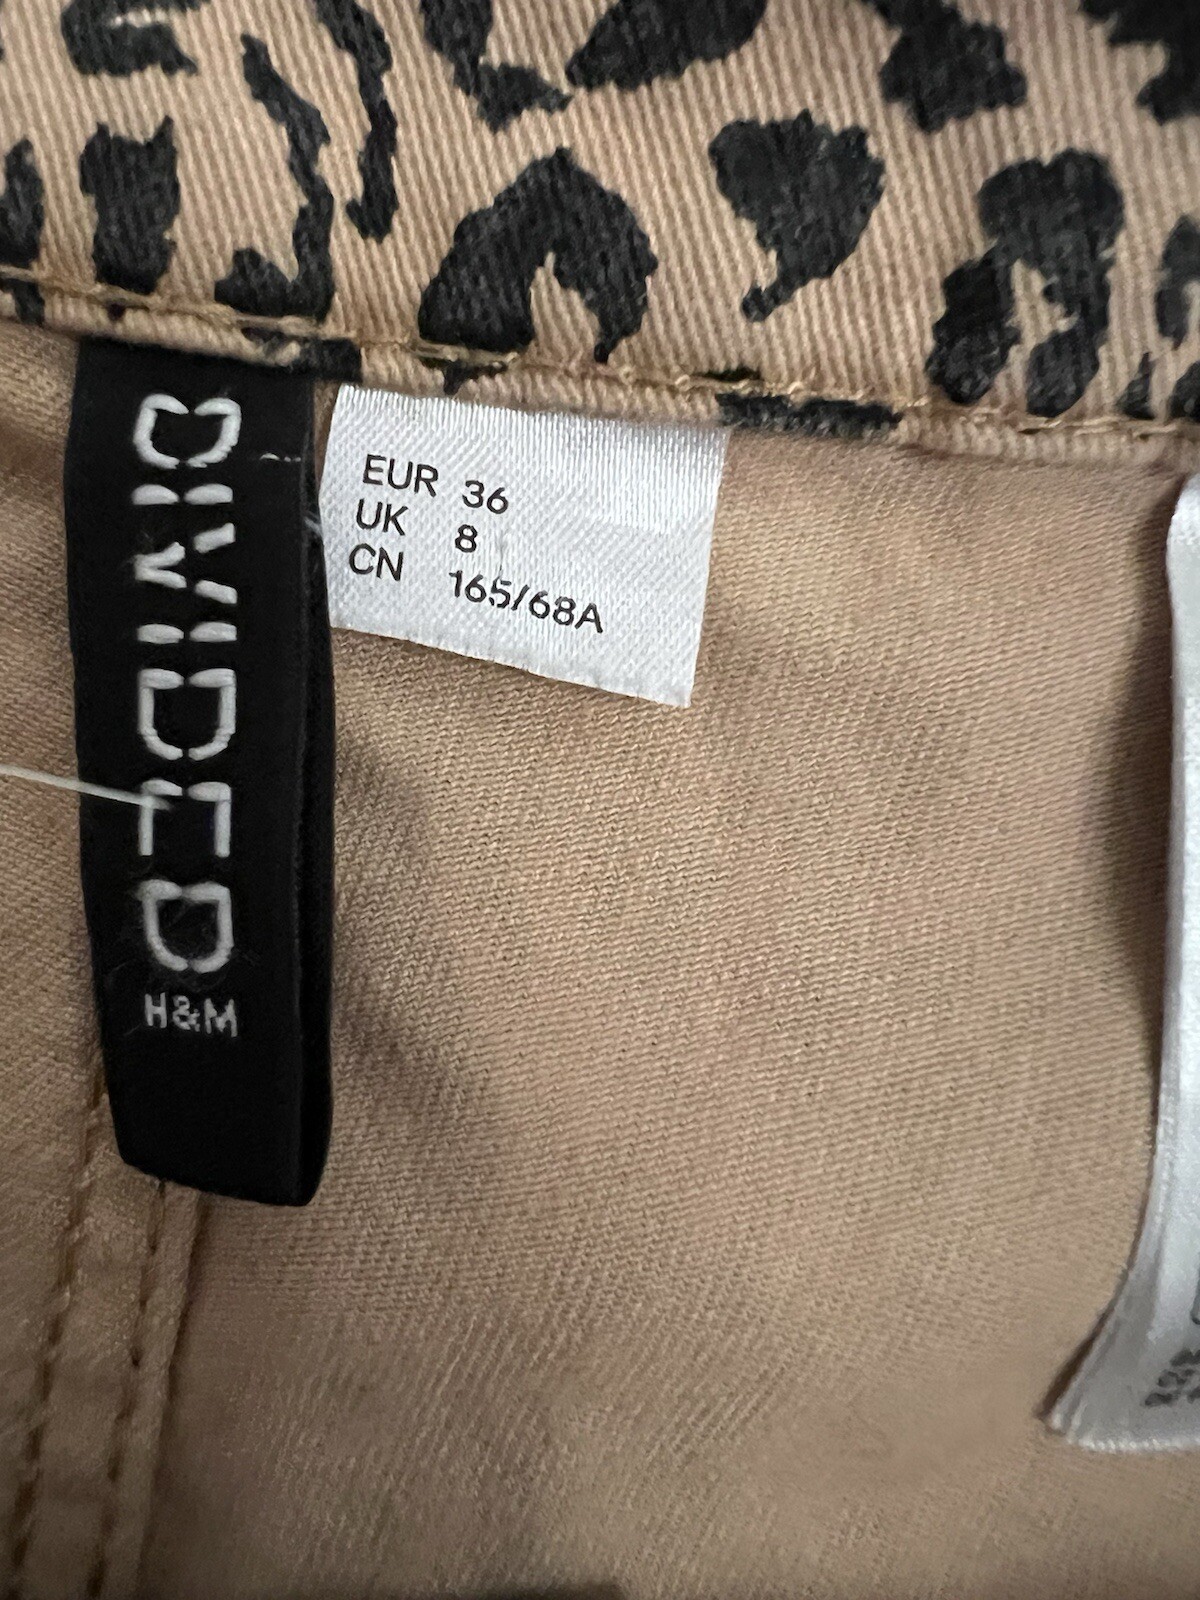 DIVIDED
H&M
EUR 36
UK 8
CN 165/68A